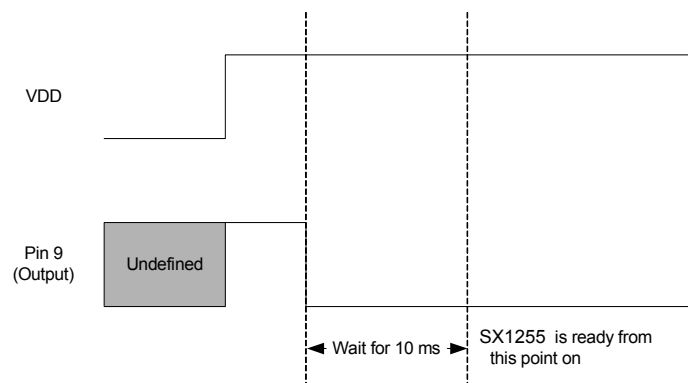 VDD
Pin 9
(Output)
Undefined
Wait for 10 ms
SX1255 is ready from
this point on